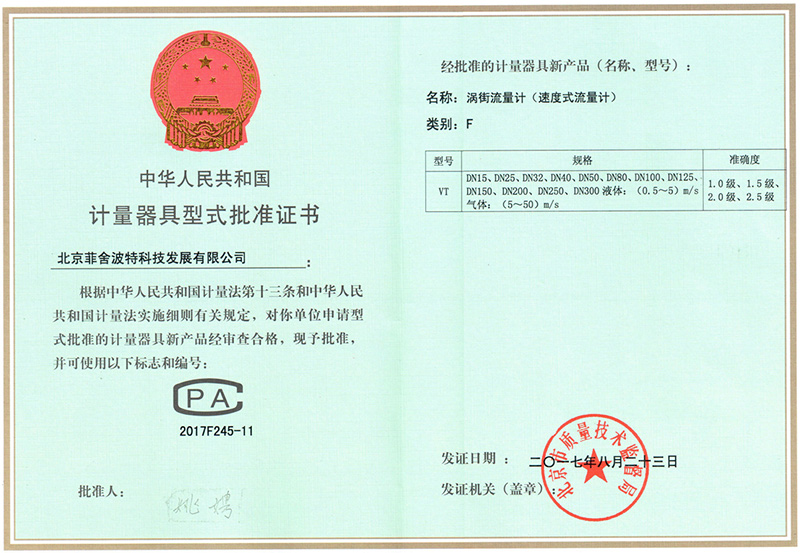 中华人民共和国
计量器具型式批准证书
北京菲舍波特科技发展有限公司：
根据中华人民共和国计量法第十三条和中华人民
共和国计量法实施细则有关规定，对你单位申请型
式批准的计量器具新产品经审查合格，现予批准，
并可使用以下标志和编号：
CPA
2017F245-11
批准人：
经批准的计量器具新产品（名称、型号）：
名称：涡街流量计（速度式流量计）
类别：F
型号 规格 准确度
VT
DN15、DN25、DN32、DN40、DN50、DN80、DN100、DN125、
DN150、DN200、DN250、DN300 液体：（0.5～5）m/s
气体：（5～50）m/s
1.0 级、1.5 级、
2.0 级、2.5 级
发证日期：二〇一七年八月二十三日
发证机关（盖章）：
北京市质量技术监督局